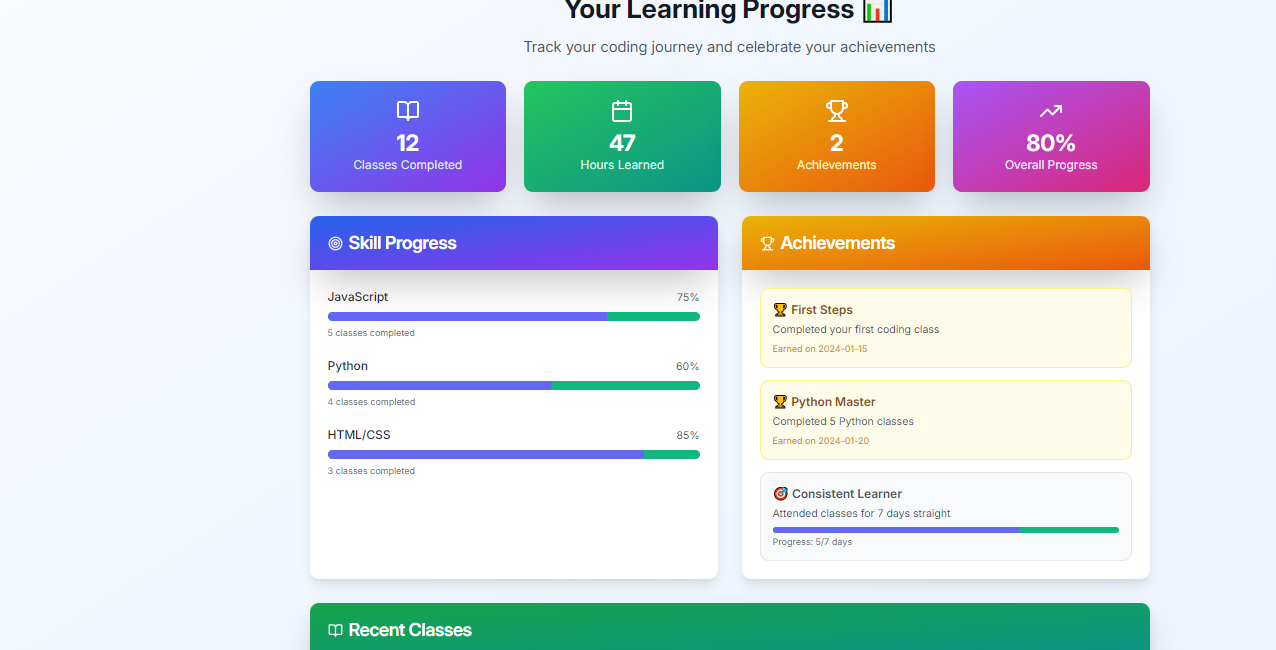 Your Learning Progress 📊
Track your coding journey and celebrate your achievements
12
Classes Completed
47
Hours Learned
2
Achievements
80%
Overall Progress
Skill Progress
JavaScript 75%
5 classes completed
Python 60%
4 classes completed
HTML/CSS 85%
3 classes completed
Achievements
🏆 First Steps
Completed your first coding class
Earned on 2024-01-15
🏆 Python Master
Completed 5 Python classes
Earned on 2024-01-20
🎯 Consistent Learner
Attended classes for 7 days straight
Progress: 5/7 days
Recent Classes